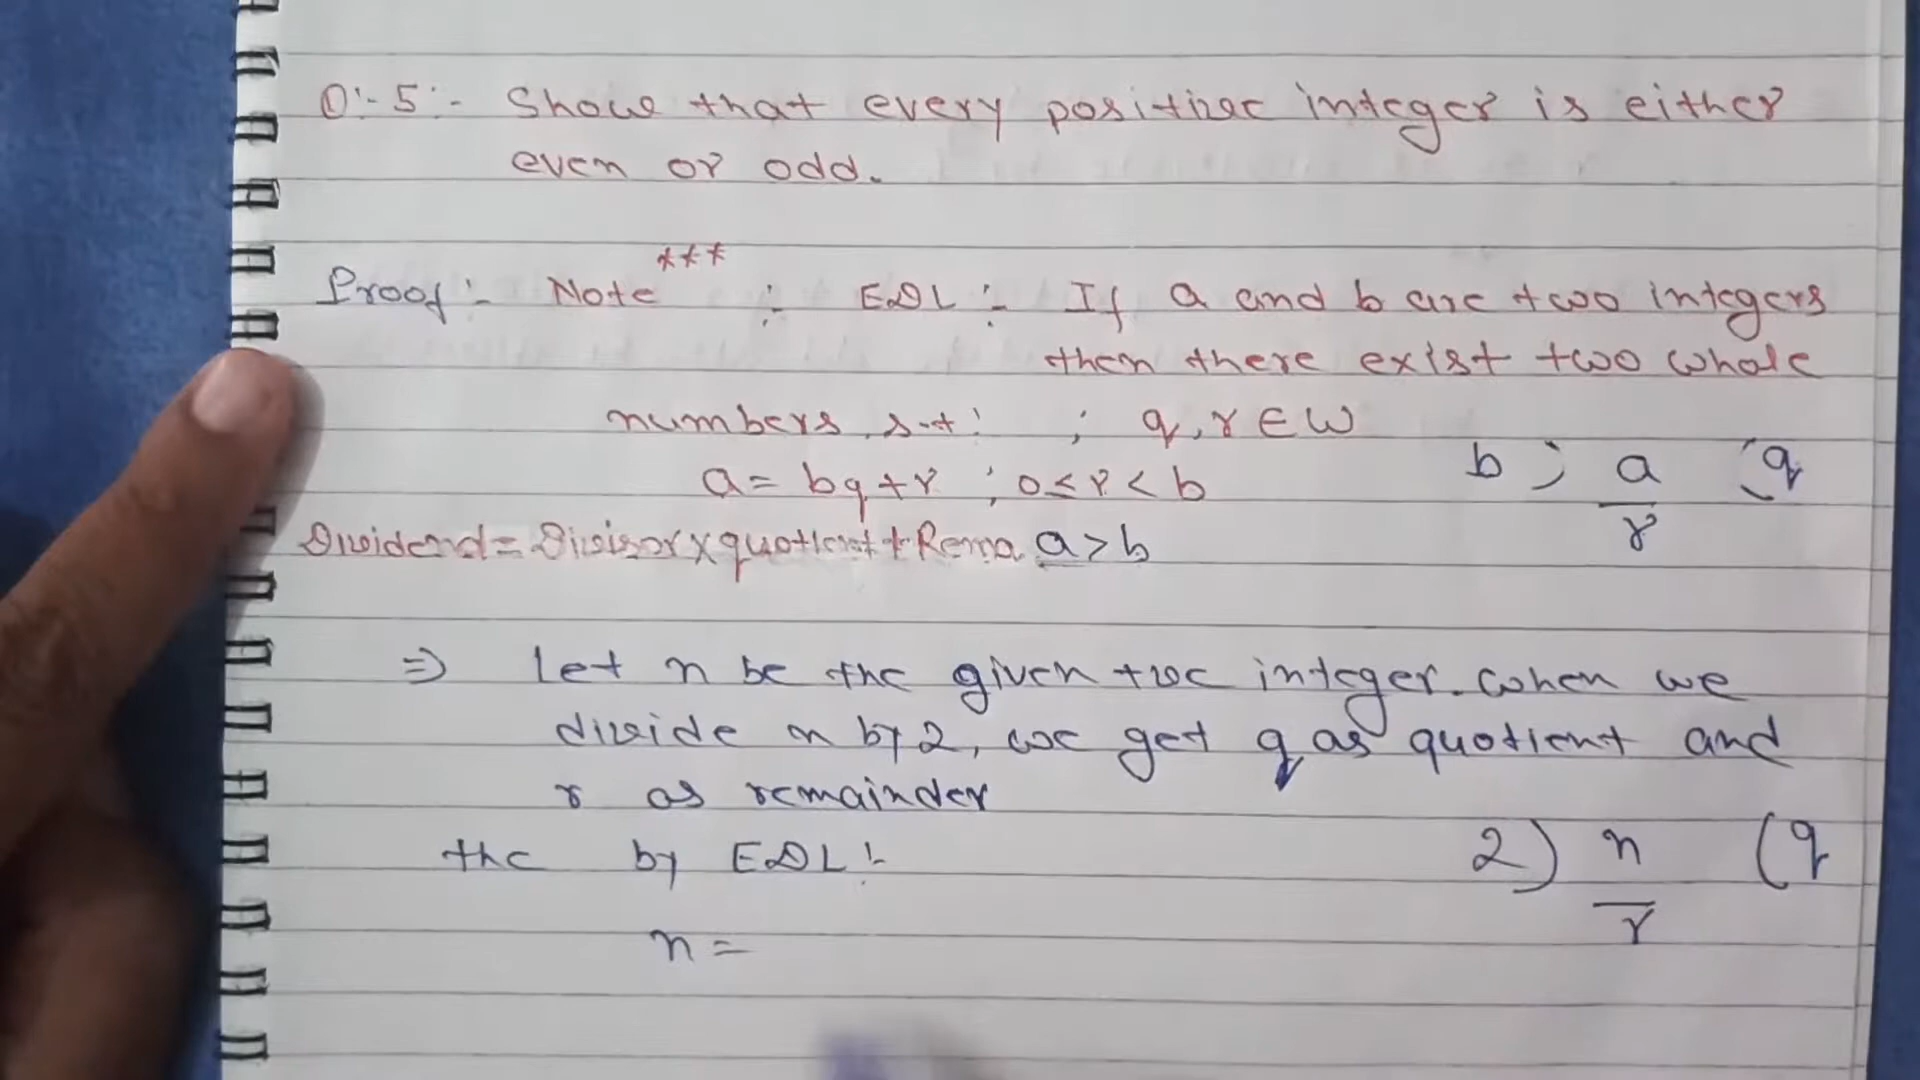 Q:-5:- Show that every positive integer is either
even or odd.
Proof:- Note *** :- EDL:- If a and b are two integers
then there exist two whole
numbers s.t: ; q, r ∈ W
a = bq + r ; 0 ≤ r < b
b ) a ( q
r
Dividend = Divisor x quotient + Rema a > b
⇒ Let n be the given +ve integer. When we
divide n by 2, we get q as quotient and
r as remainder
the by EDL:-
2 ) n ( q
r
n =